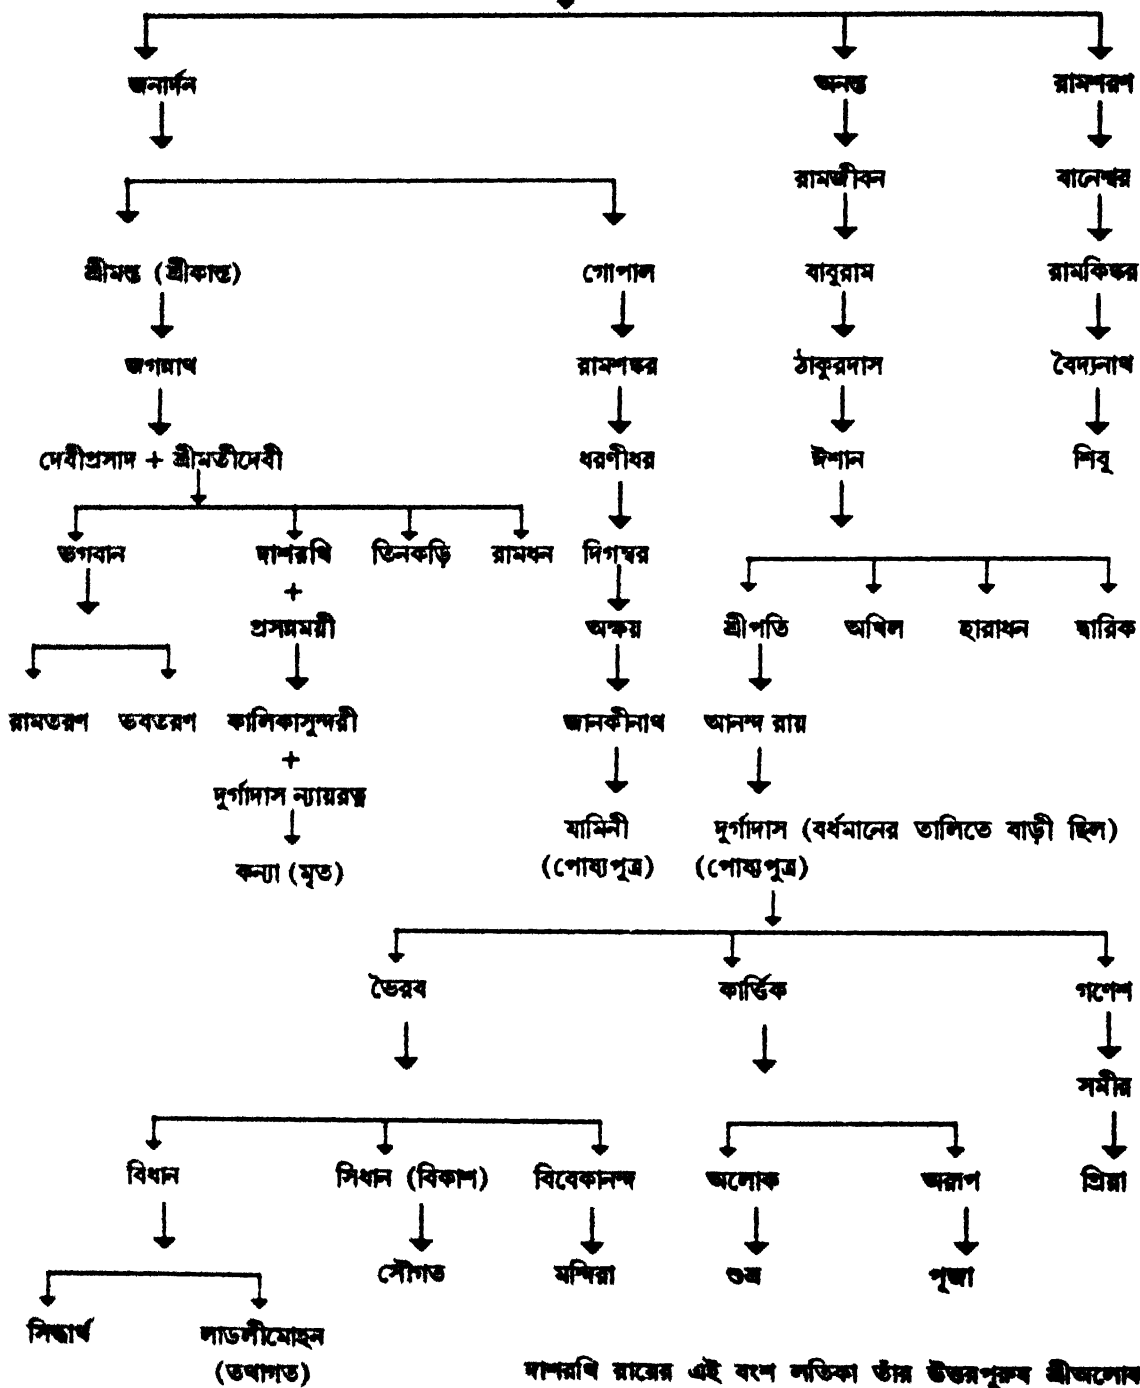 জনার্দন অনন্ত রামশরণ
রামজীবন বানেশ্বর
শ্রীমন্ত (শ্রীকান্ত) গোপাল বাবুরাম রামকিঙ্কর
জগন্নাথ রামশঙ্কর ঠাকুরদাস বৈদ্যনাথ
দেবীপ্রসাদ + শ্রীমতীদেবী ধরণীধর ঈশান শিবু
ভগবান দাশরথি তিনকড়ি রামধন দিগম্বর
+
প্রসন্নময়ী অক্ষয় শ্রীপতি অখিল হারাধন দ্বারিক
রামতরণ ভবতরণ কালিকাসুন্দরী জানকীনাথ আনন্দ রায়
+
দুর্গাদাস ন্যায়রত্ন
যামিনী দুর্গাদাস (বর্ধমানের তালিতে বাড়ী ছিল)
কন্যা (মৃত) (পোষ্যপুত্র) (পোষ্যপুত্র)
ভৈরব কার্ত্তিক গণেশ
সমীর
বিধান সিধান (বিকাশ) বিবেকানন্দ অলোক অরূপ প্রিয়া
সৌগত মন্দিরা শুভ্র পূজা
সিদ্ধার্থ লাডলীমোহন
(তথাগত) দাশরথি রায়ের এই বংশ লতিকা তাঁর উত্তরপুরুষ শ্রীঅলোক